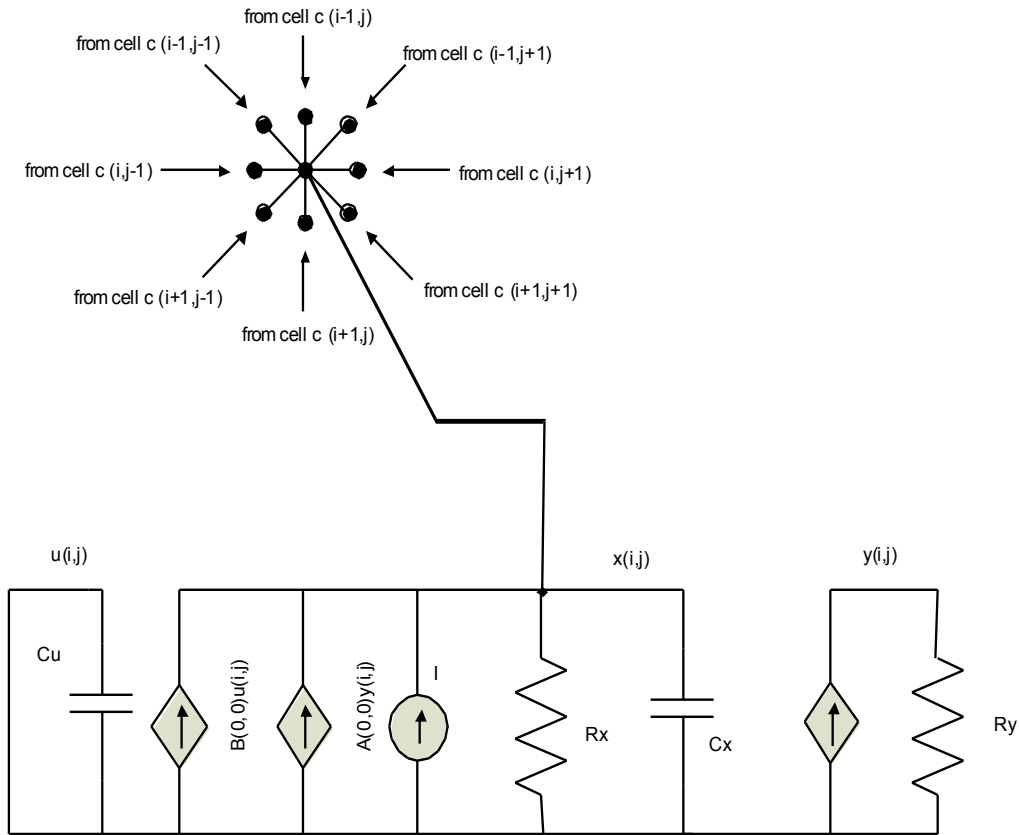 from cell c (i-1,j)
from cell c (i-1,j-1)
from cell c (i-1,j+1)
from cell c (i,j-1)
from cell c (i,j+1)
from cell c (i+1,j-1)
from cell c (i+1,j+1)
from cell c (i+1,j)
u(i,j)
x(i,j)
y(i,j)
Cu
B(0,0)u(i,j)
A(0,0)y(i,j)
I
Rx
Cx
Ry